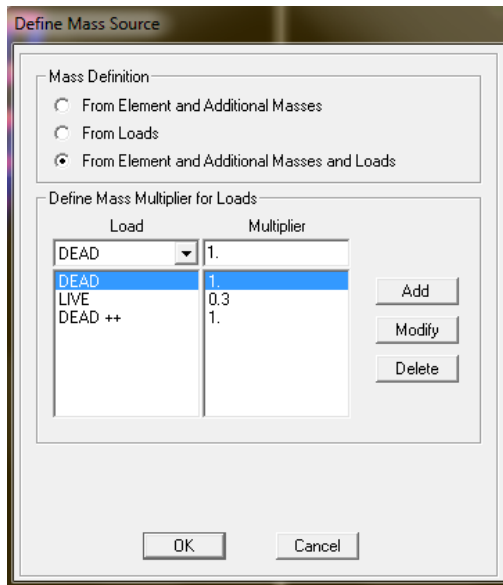 Define Mass Source
Mass Definition
From Element and Additional Masses
From Loads
From Element and Additional Masses and Loads
Define Mass Multiplier for Loads
Load Multiplier
DEAD 1.
DEAD 1.
LIVE 0.3
DEAD ++ 1.
Add
Modify
Delete
OK Cancel